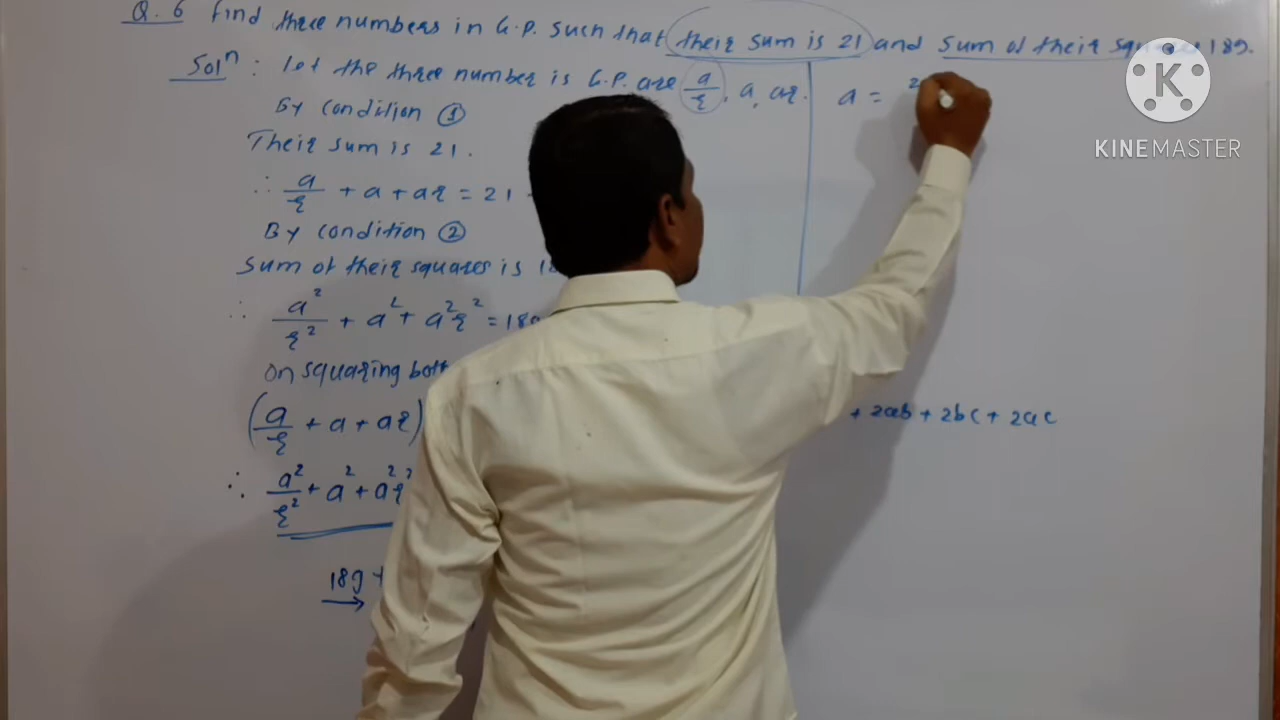 Q. 6 Find three numbers in G.P. such that their sum is 21 and sum of their squares 189.
Solⁿ : Let the three number is G.P. are a/r, a, ar.
By condition ①
Their sum is 21.
∴ a/r + a + ar = 21
By condition ②
Sum of their squares is 18
∴ a²/r² + a² + a²r² = 189
On squaring both
(a/r + a + ar)
∴ a²/r² + a² + a²r²
189 +
→
a = 2
+ 2ab + 2bc + 2ac
K
KINEMASTER